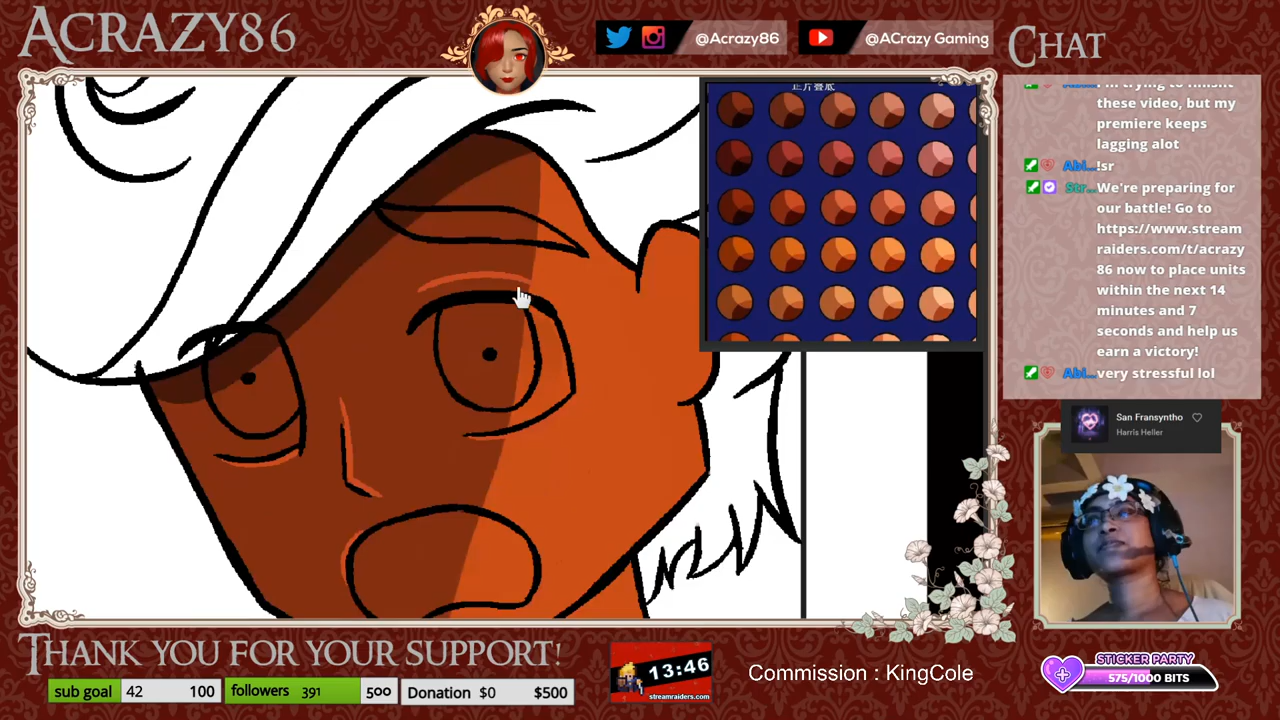 ACRAZY86
@Acrazy86
@ACrazy Gaming
CHAT
these video, but my
premiere keeps
lagging alot
Abi... !sr
Str... We're preparing for
our battle! Go to
https://www.stream
raiders.com/t/acrazy
86 now to place units
within the next 14
minutes and 7
seconds and help us
earn a victory!
Abi... very stressful lol
San Fransyntho
Harris Heller
THANK YOU FOR YOUR SUPPORT!
sub goal 42 100
followers 391 500
Donation $0 $500
13:46
streamraiders.com
Commission : KingCole
STICKER PARTY
575/1000 BITS